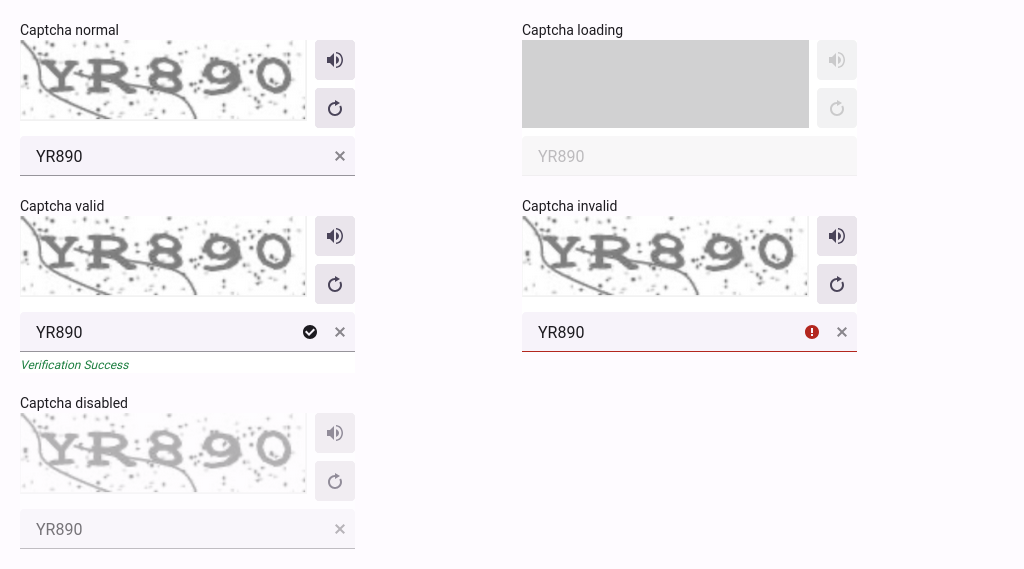 Captcha normal
YR890
YR890
Captcha loading
YR890
Captcha valid
YR890
YR890
Verification Success
Captcha invalid
YR890
YR890
Captcha disabled
YR890
YR890